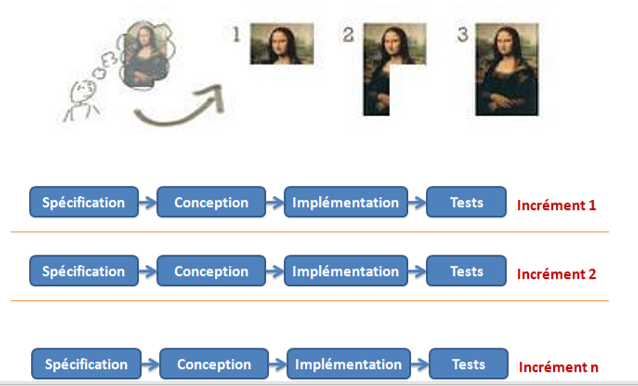 1 2 3
Spécification Conception Implémentation Tests Incrément 1
Spécification Conception Implémentation Tests Incrément 2
Spécification Conception Implémentation Tests Incrément n